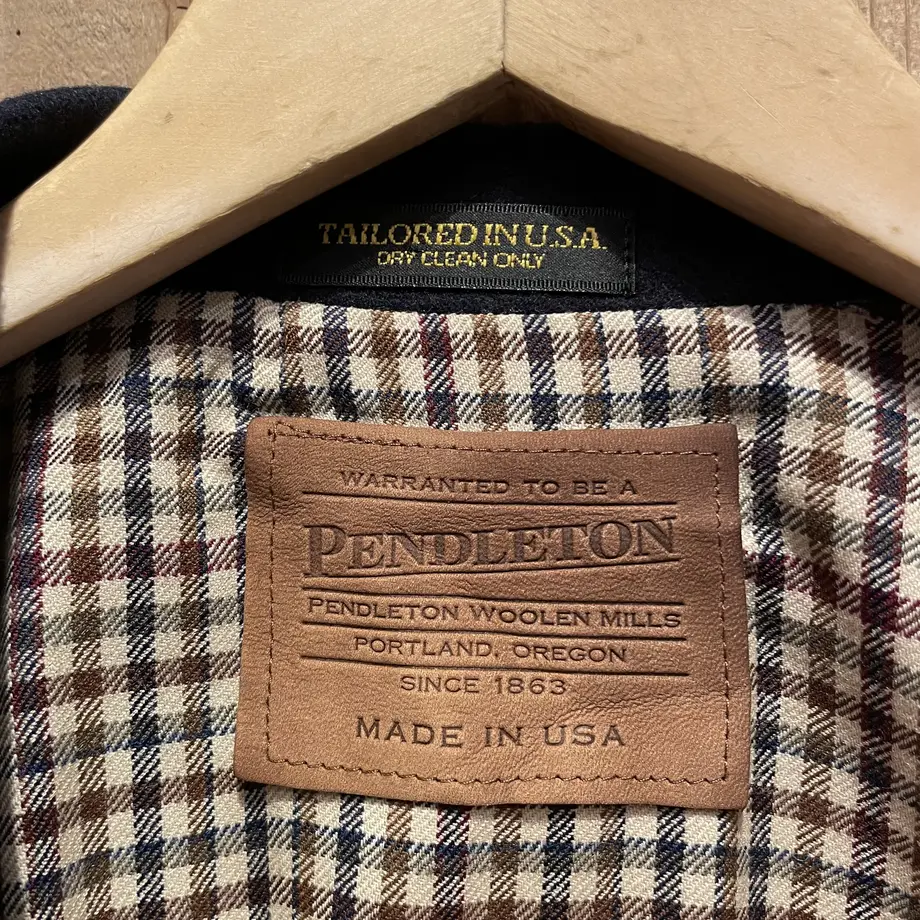 TAILORED IN U.S.A.
DRY CLEAN ONLY
WARRANTED TO BE A
PENDLETON
PENDLETON WOOLEN MILLS
PORTLAND, OREGON
SINCE 1863
MADE IN USA